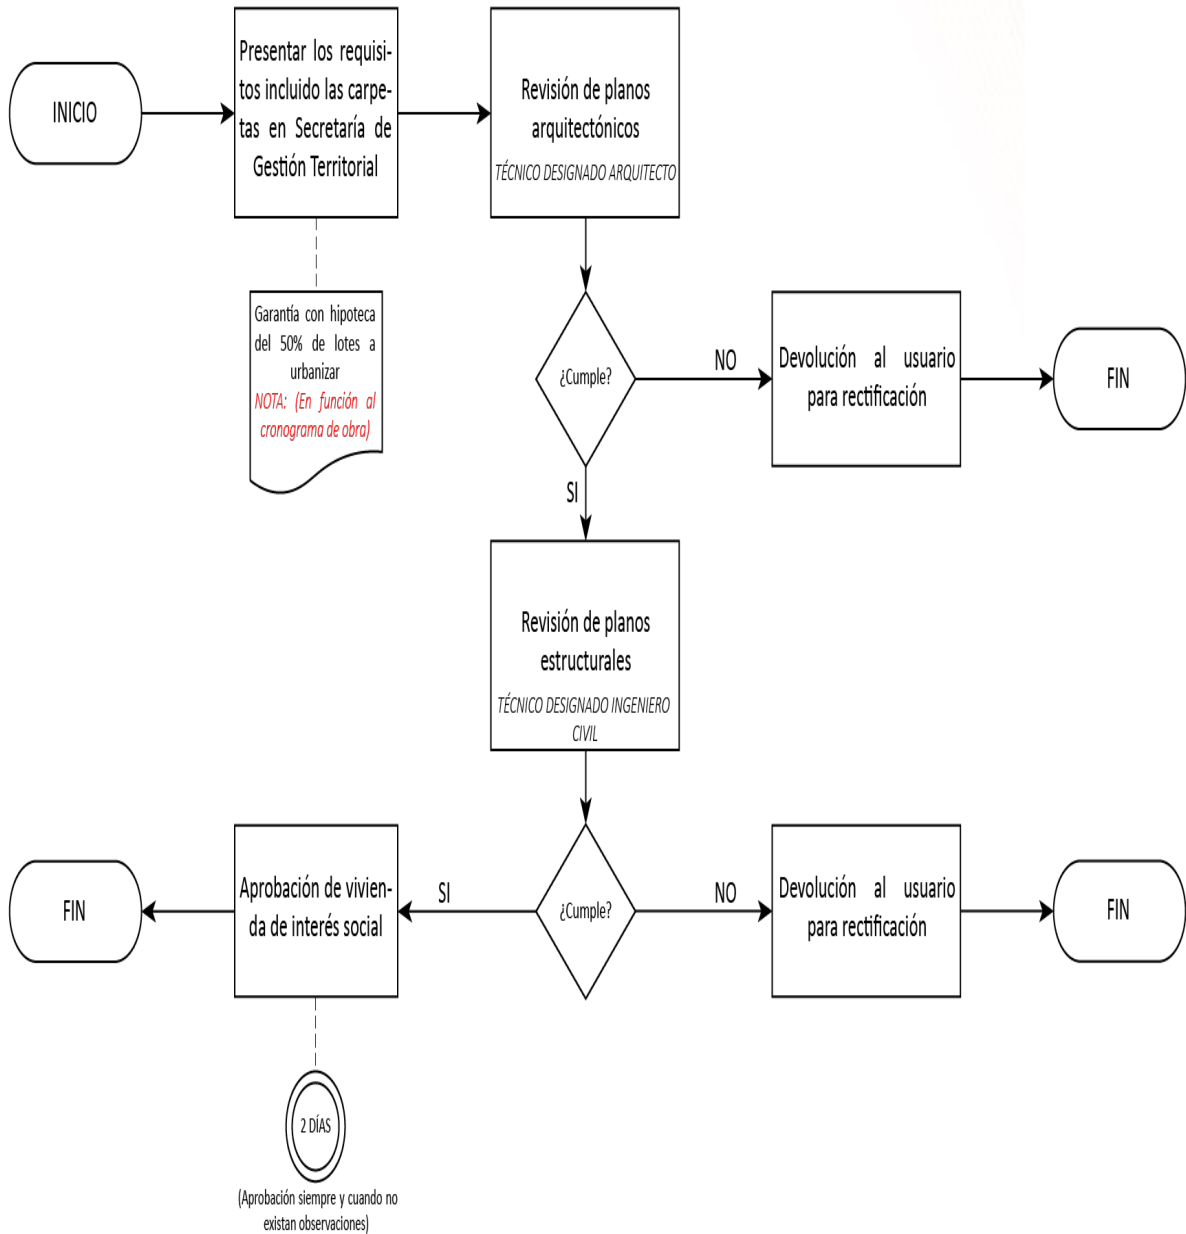 INICIO
Presentar los requisi-
tos incluido las carpe-
tas en Secretaría de
Gestión Territorial
Revisión de planos
arquitectónicos
TÉCNICO DESIGNADO ARQUITECTO
Garantía con hipoteca
del 50% de lotes a
urbanizar
NOTA: (En función al
cronograma de obra)
¿Cumple?
NO
Devolución al usuario
para rectificación
FIN
SI
Revisión de planos
estructurales
TÉCNICO DESIGNADO INGENIERO
CIVIL
¿Cumple?
NO
Devolución al usuario
para rectificación
FIN
SI
Aprobación de vivien-
da de interés social
FIN
2 DÍAS
(Aprobación siempre y cuando no
existan observaciones)